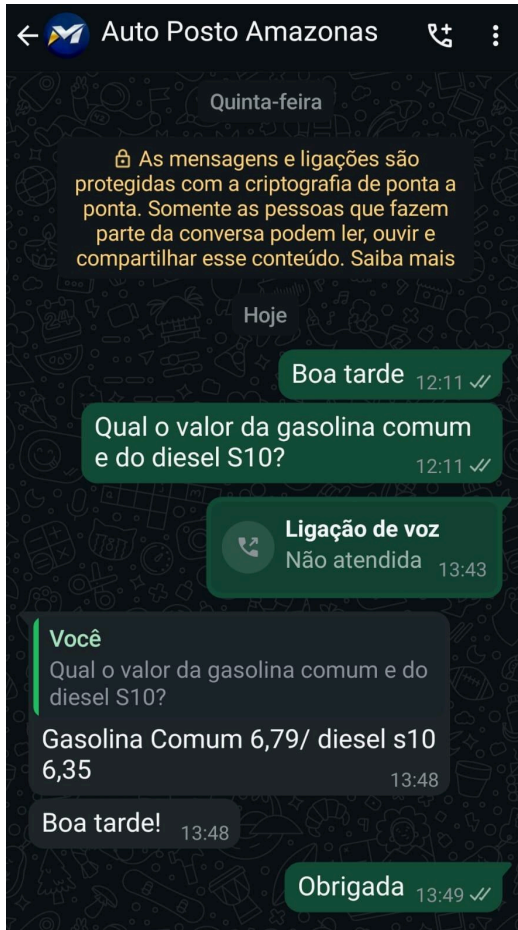 Auto Posto Amazonas
Quinta-feira
As mensagens e ligações são
protegidas com a criptografia de ponta a
ponta. Somente as pessoas que fazem
parte da conversa podem ler, ouvir e
compartilhar esse conteúdo. Saiba mais
Hoje
Boa tarde 12:11
Qual o valor da gasolina comum
e do diesel S10?
12:11
Ligação de voz
Não atendida 13:43
Você
Qual o valor da gasolina comum e do
diesel S10?
Gasolina Comum 6,79/ diesel s10
6,35
13:48
Boa tarde! 13:48
Obrigada 13:49